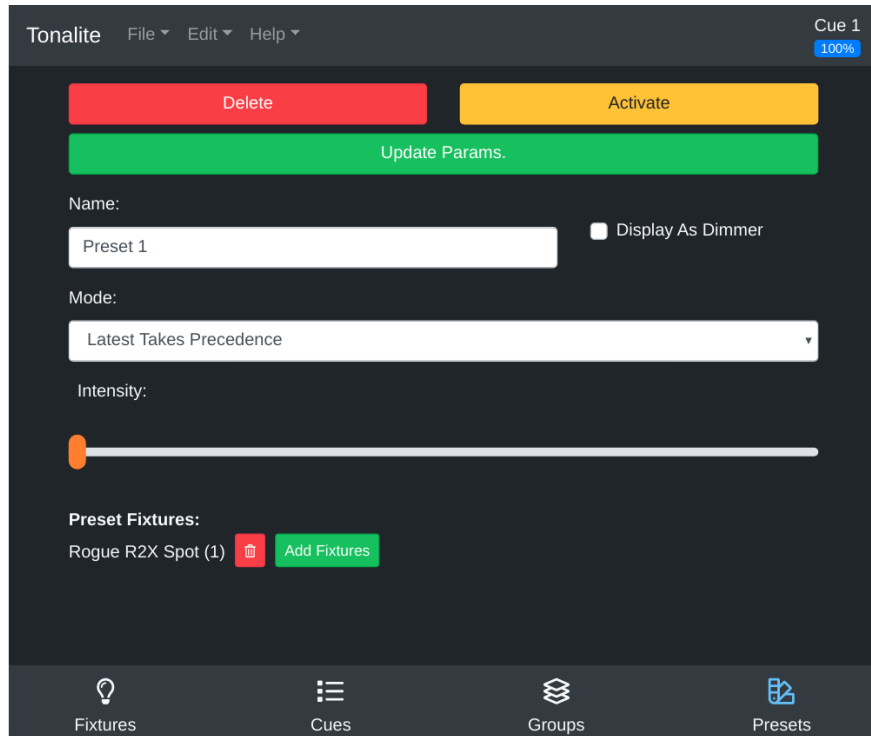 Tonalite File Edit Help Cue 1
100%
Delete Activate
Update Params.
Name:
Display As Dimmer
Preset 1
Mode:
Latest Takes Precedence
Intensity:
Preset Fixtures:
Rogue R2X Spot (1) Add Fixtures
Fixtures Cues Groups Presets